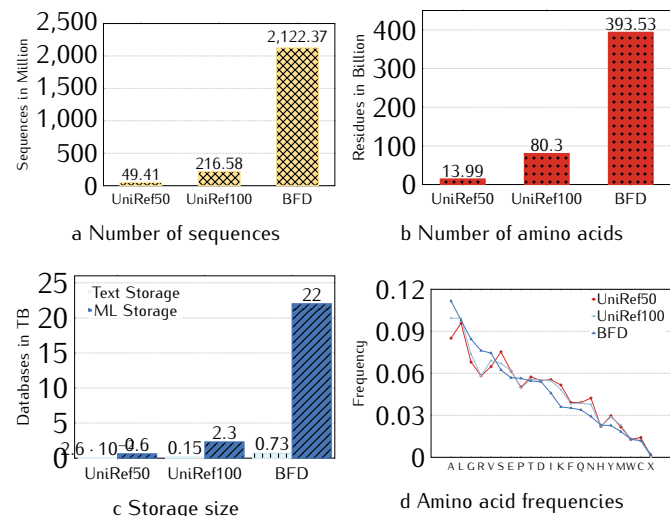 2,500
2,000
1,500
1,000
500
0
Sequences in Million
49.41
216.58
2,122.37
UniRef50
UniRef100
BFD
a Number of sequences
400
300
200
100
0
Residues in Billion
13.99
80.3
393.53
UniRef50
UniRef100
BFD
b Number of amino acids
25
20
15
10
5
0
Databases in TB
Text Storage
ML Storage
2.6 · 10
0.6
0.15
2.3
0.73
22
UniRef50
UniRef100
BFD
c Storage size
0.12
0.09
0.06
0.03
0.00
Frequency
UniRef50
UniRef100
BFD
A L G R V S E P T D I K F Q N H Y M W C X
d Amino acid frequencies